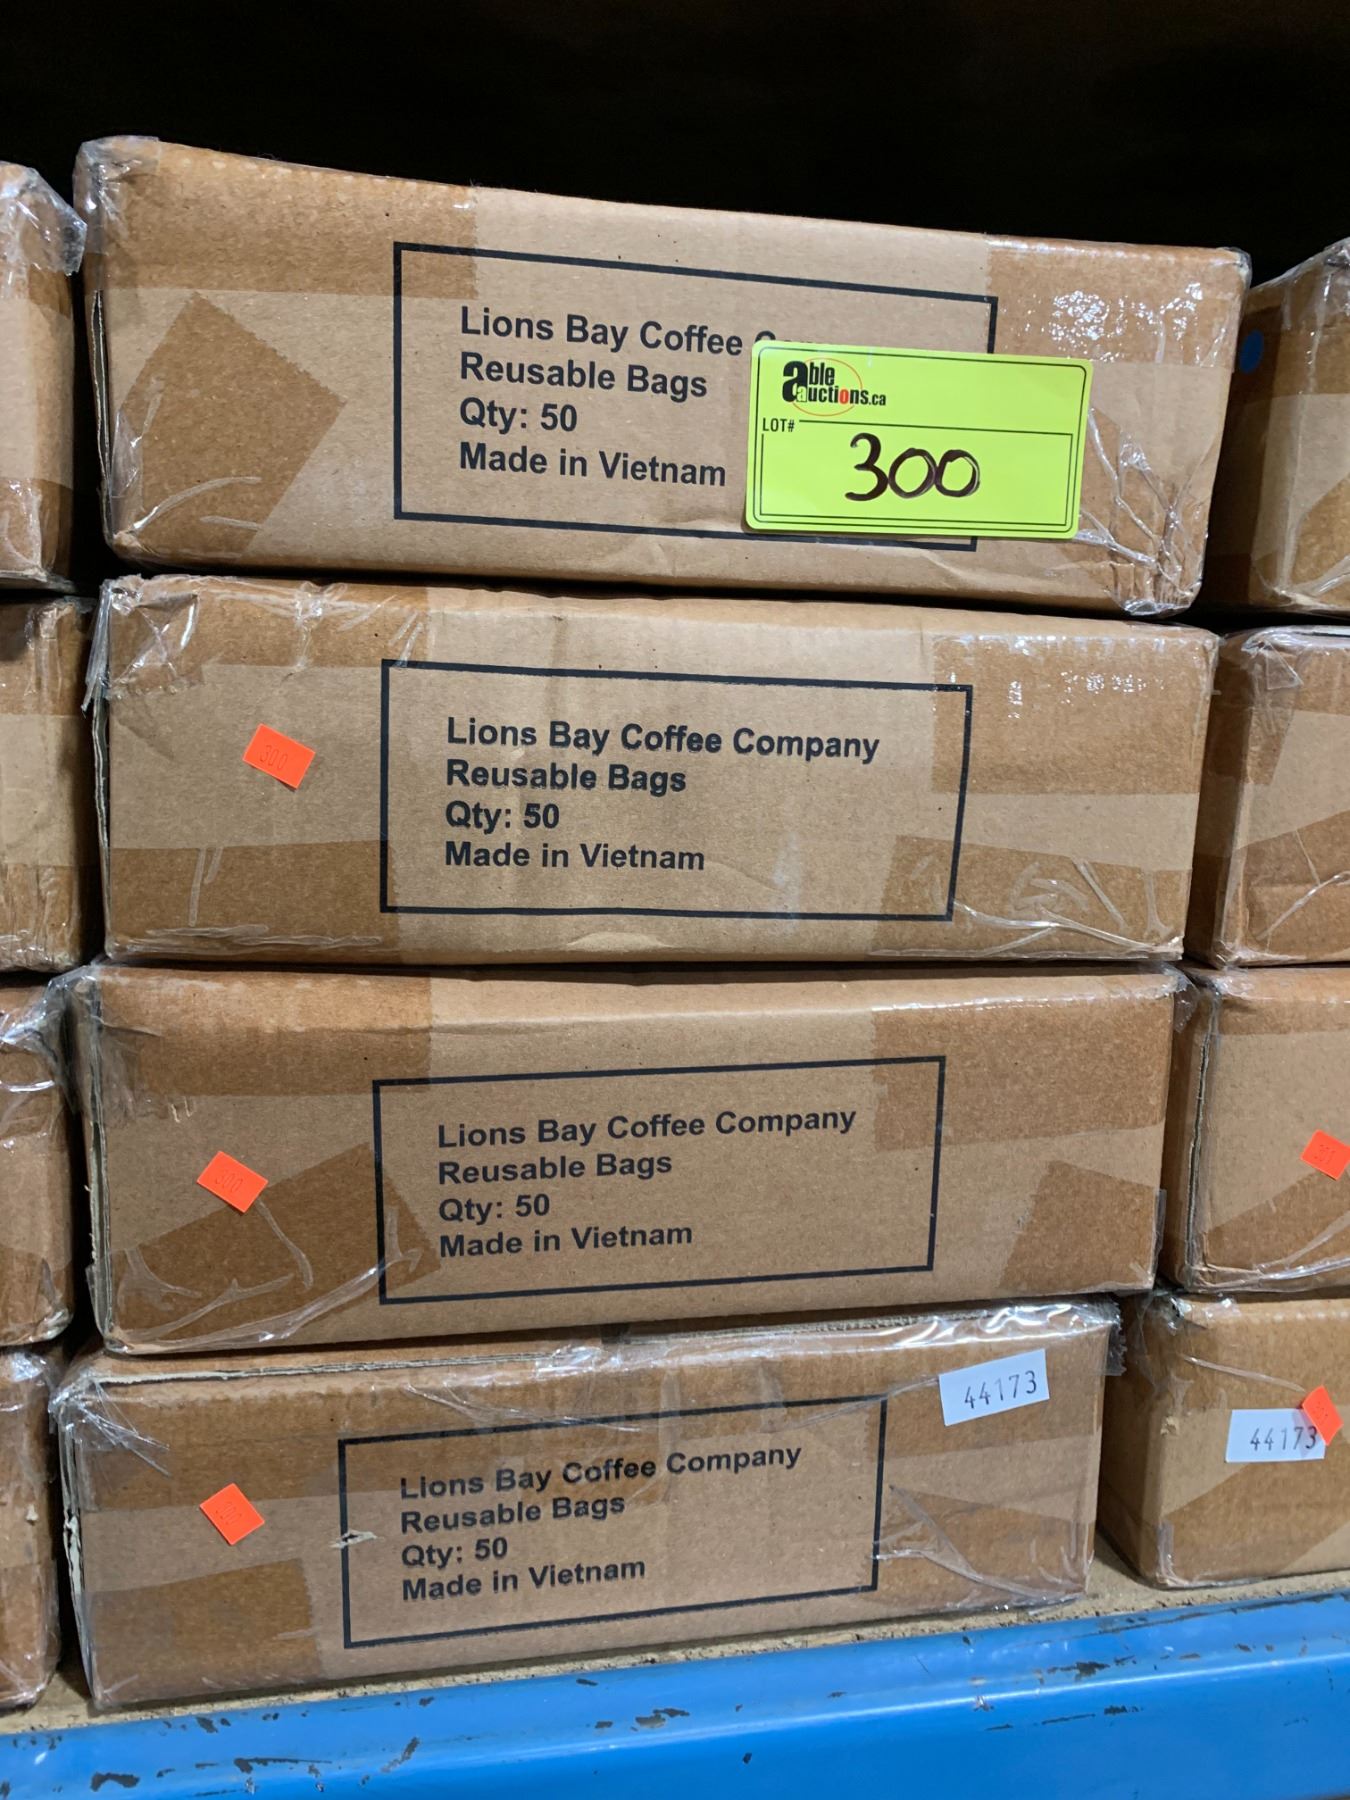 Lions Bay Coffee
Reusable Bags
Qty: 50
Made in Vietnam
able
auctions.ca
LOT#
300
300
Lions Bay Coffee Company
Reusable Bags
Qty: 50
Made in Vietnam
300
Lions Bay Coffee Company
Reusable Bags
Qty: 50
Made in Vietnam
44173
300
Lions Bay Coffee Company
Reusable Bags
Qty: 50
Made in Vietnam
44173